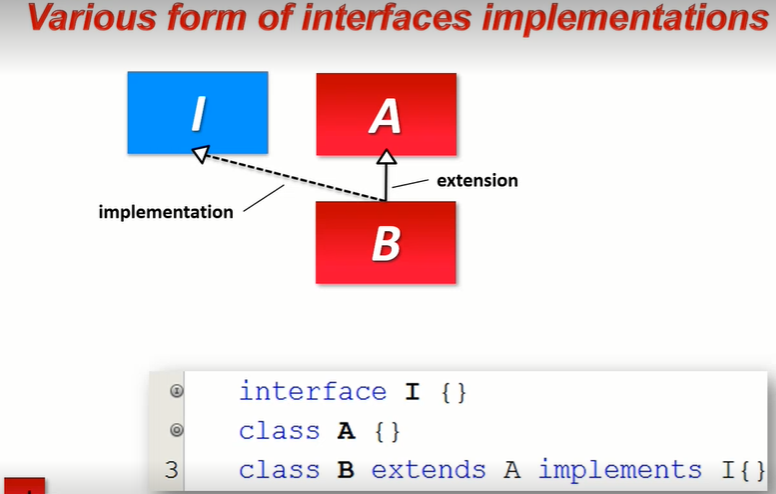 Various form of interfaces implementations
I
A
extension
implementation
B
interface I {}
class A {}
3 class B extends A implements I{}